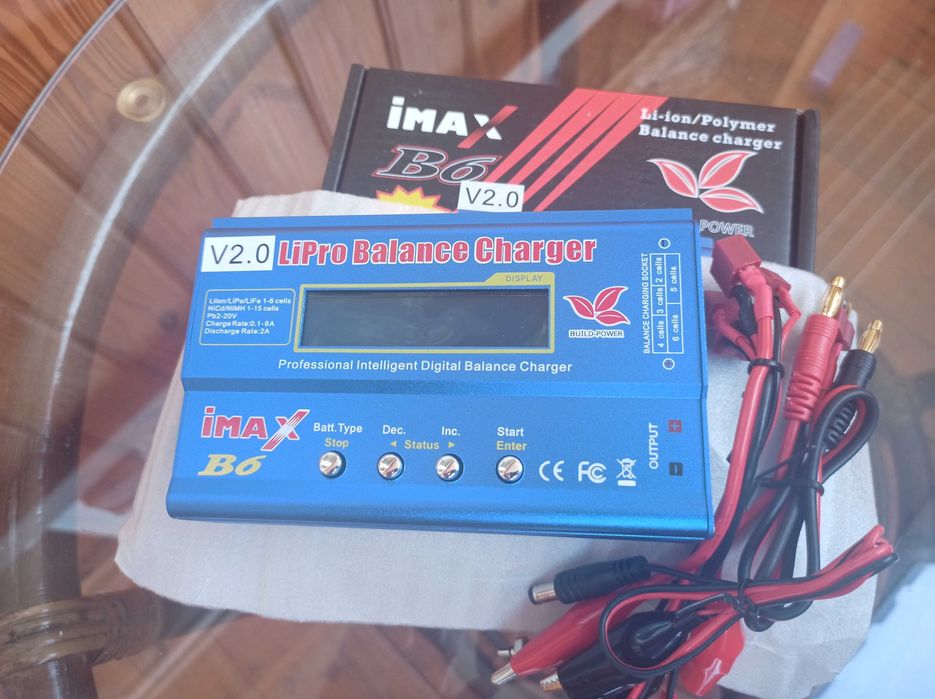 iMAX
B6
Li-ion/Polymer
Balance charger
POWER
V2.0
V2.0 LiPro Balance Charger
DISPLAY
LiIon/LiPo/LiFe 1-6 cells
NiCd/NiMH 1-15 cells
Pb2-20V
Charge Rate:0.1-6A
Discharge Rate:2A
BUILD-POWER
BALANCE CHARGING SOCKET
2 cells
3 cells
4 cells
5 cells
6 cells
Professional Intelligent Digital Balance Charger
iMAX
B6
Batt.Type
Stop
Dec.
Inc.
◄ Status ►
Start
Enter
CE FC
OUTPUT
+
-